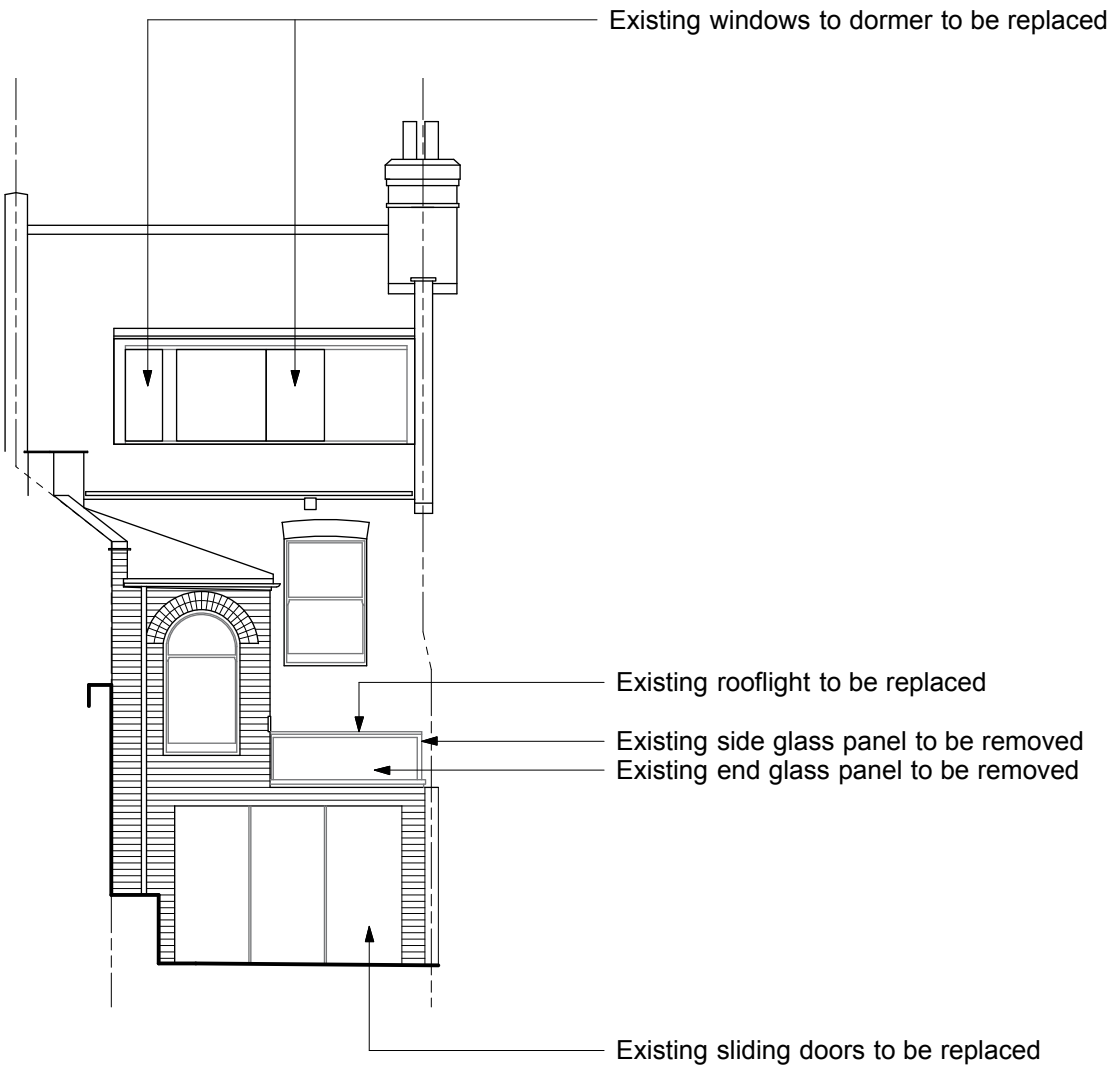 Existing windows to dormer to be replaced
Existing rooflight to be replaced
Existing side glass panel to be removed
Existing end glass panel to be removed
Existing sliding doors to be replaced